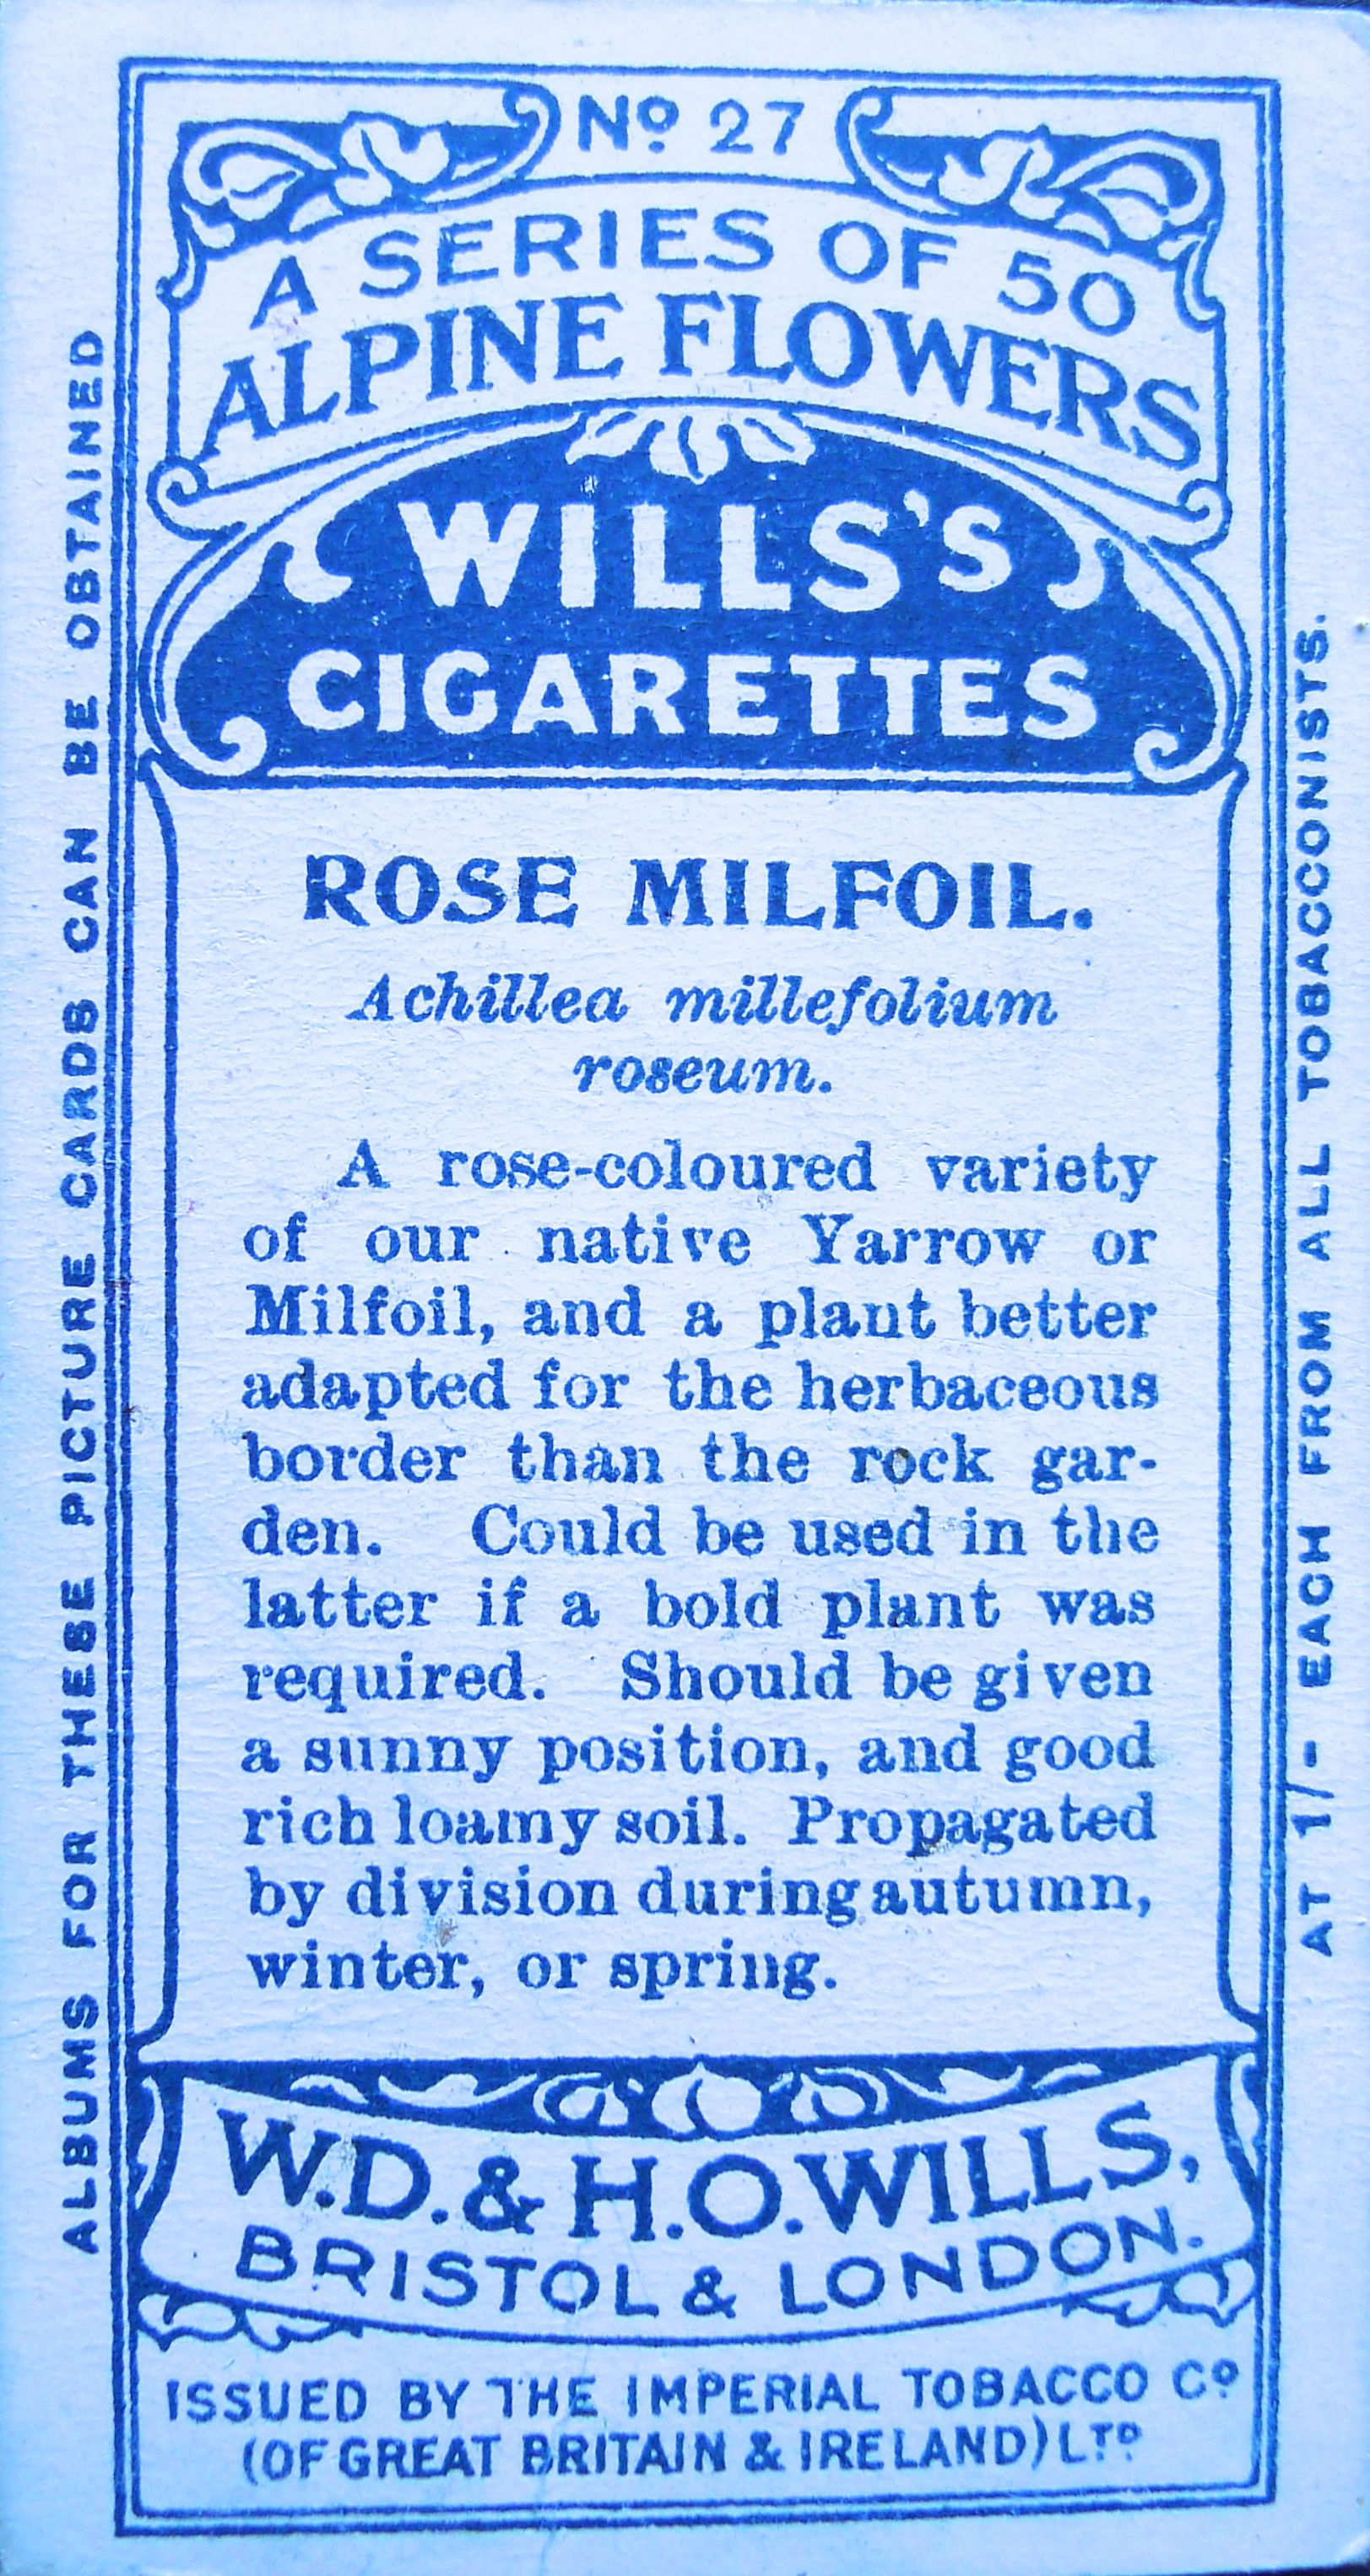 Nº 27
A SERIES OF 50
ALPINE FLOWERS
WILLS'S
CIGARETTES
ROSE MILFOIL.
Achillea millefolium
roseum.
A rose-coloured variety
of our native Yarrow or
Milfoil, and a plant better
adapted for the herbaceous
border than the rock gar-
den. Could be used in the
latter if a bold plant was
required. Should be given
a sunny position, and good
rich loamy soil. Propagated
by division during autumn,
winter, or spring.
W.D. & H.O. WILLS,
BRISTOL & LONDON.
ISSUED BY THE IMPERIAL TOBACCO Cº
(OF GREAT BRITAIN & IRELAND) LTD
ALBUMS FOR THESE PICTURE CARDS CAN BE OBTAINED
AT 1/- EACH FROM ALL TOBACCONISTS.